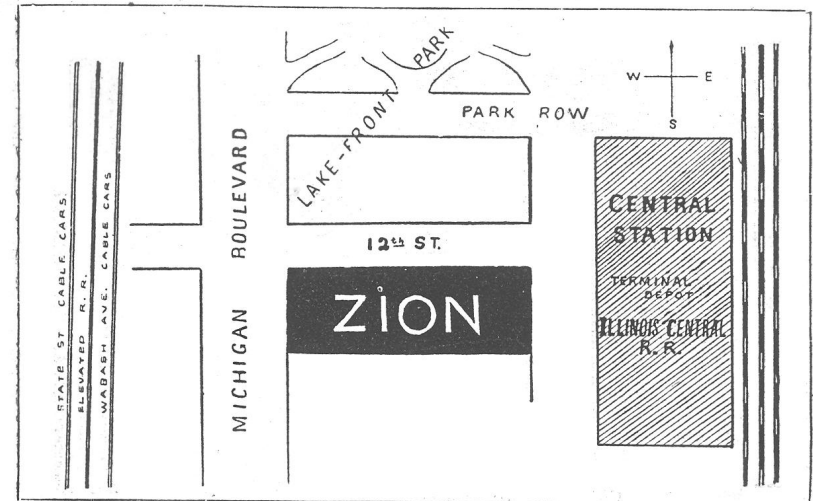 LAKE-FRONT PARK
PARK ROW
W E
S
MICHIGAN BOULEVARD
12th ST.
ZION
CENTRAL
STATION
TERMINAL
DEPOT
ILLINOIS CENTRAL
R. R.
STATE ST CABLE CARS.
ELEVATED R. R.
WABASH AVE. CABLE CARS